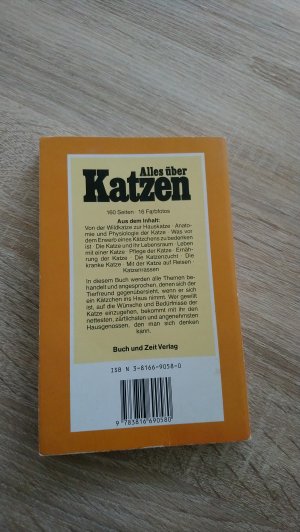 Alles über
Katzen
160 Seiten · 16 Farbfotos
Aus dem Inhalt:
Von der Wildkatze zur Hauskatze · Anato-
mie und Physiologie der Katze · Was vor
dem Erwerb eines Kätzchens zu bedenken
ist · Die Katze und ihr Lebensraum · Leben
mit einer Katze · Pflege der Katze · Ernäh-
rung der Katze · Die Katzenzucht · Die
kranke Katze · Mit der Katze auf Reisen ·
Katzenrassen
In diesem Buch werden alle Themen be-
handelt und angesprochen, denen sich der
Tierfreund gegenübersieht, wenn er sich
ein Kätzchen ins Haus nimmt. Wer gewillt
ist, auf die Wünsche und Bedürfnisse der
Katze einzugehen, bekommt mit ihr den
nettesten, zärtlichsten und angenehmsten
Hausgenossen, den man sich denken
kann.
Buch und Zeit Verlag
ISB N 3-8166-9058-0
9 783816 690580